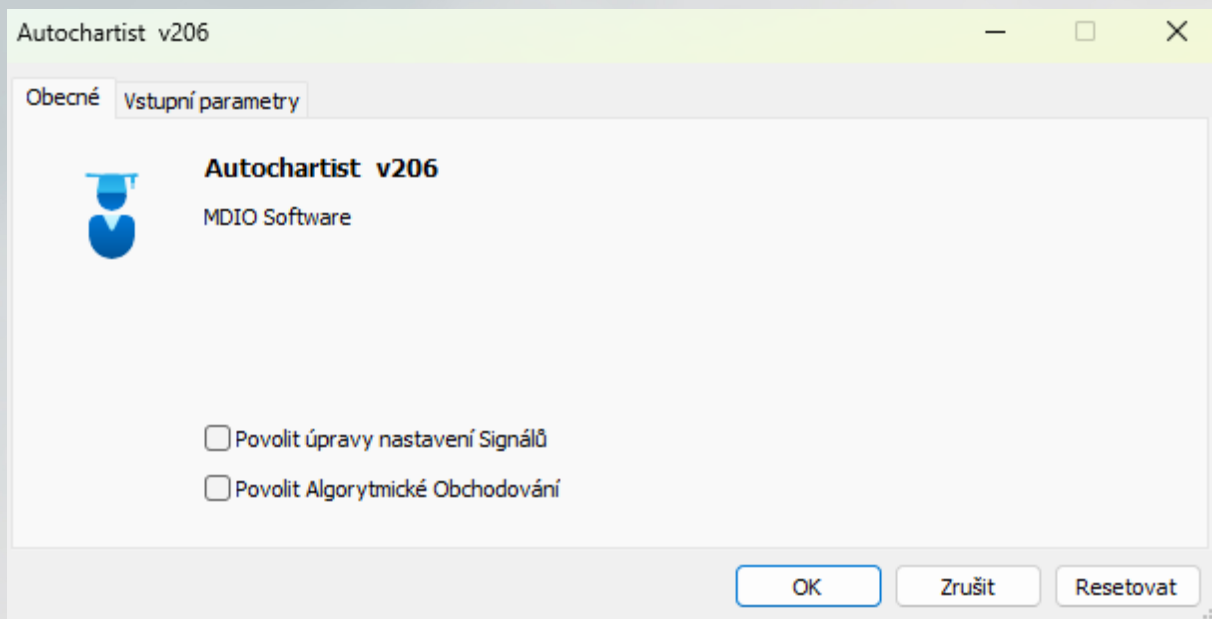 Autochartist v206
Obecné
Vstupní parametry
Autochartist v206
MDIO Software
Povolit úpravy nastavení Signálů
Povolit Algorytmické Obchodování
OK
Zrušit
Resetovat